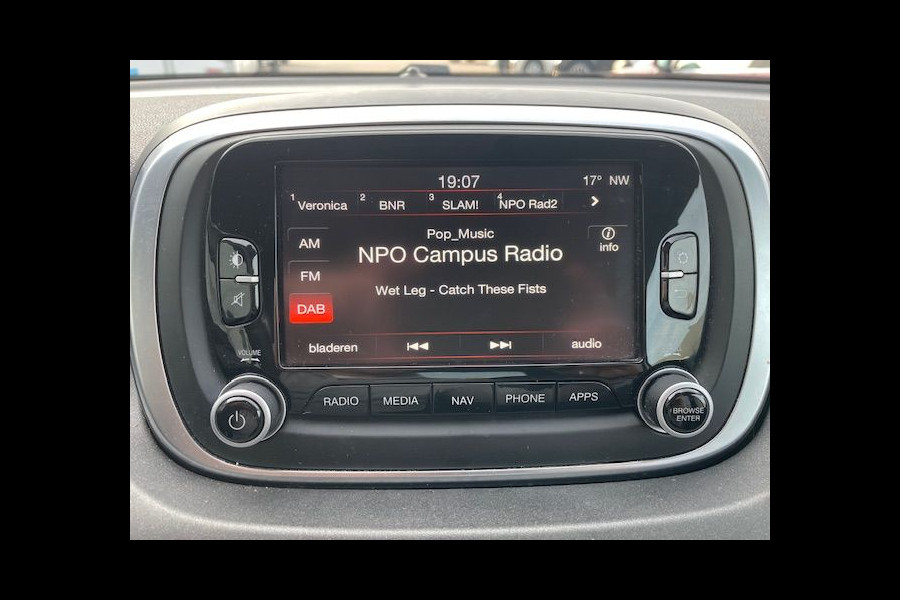 19:07
17° NW
1 Veronica 2 BNR 3 SLAM! 4 NPO Rad2
AM
Pop_Music
info
NPO Campus Radio
FM
Wet Leg - Catch These Fists
DAB
bladeren
audio
VOLUME
RADIO MEDIA NAV PHONE APPS
BROWSE
ENTER